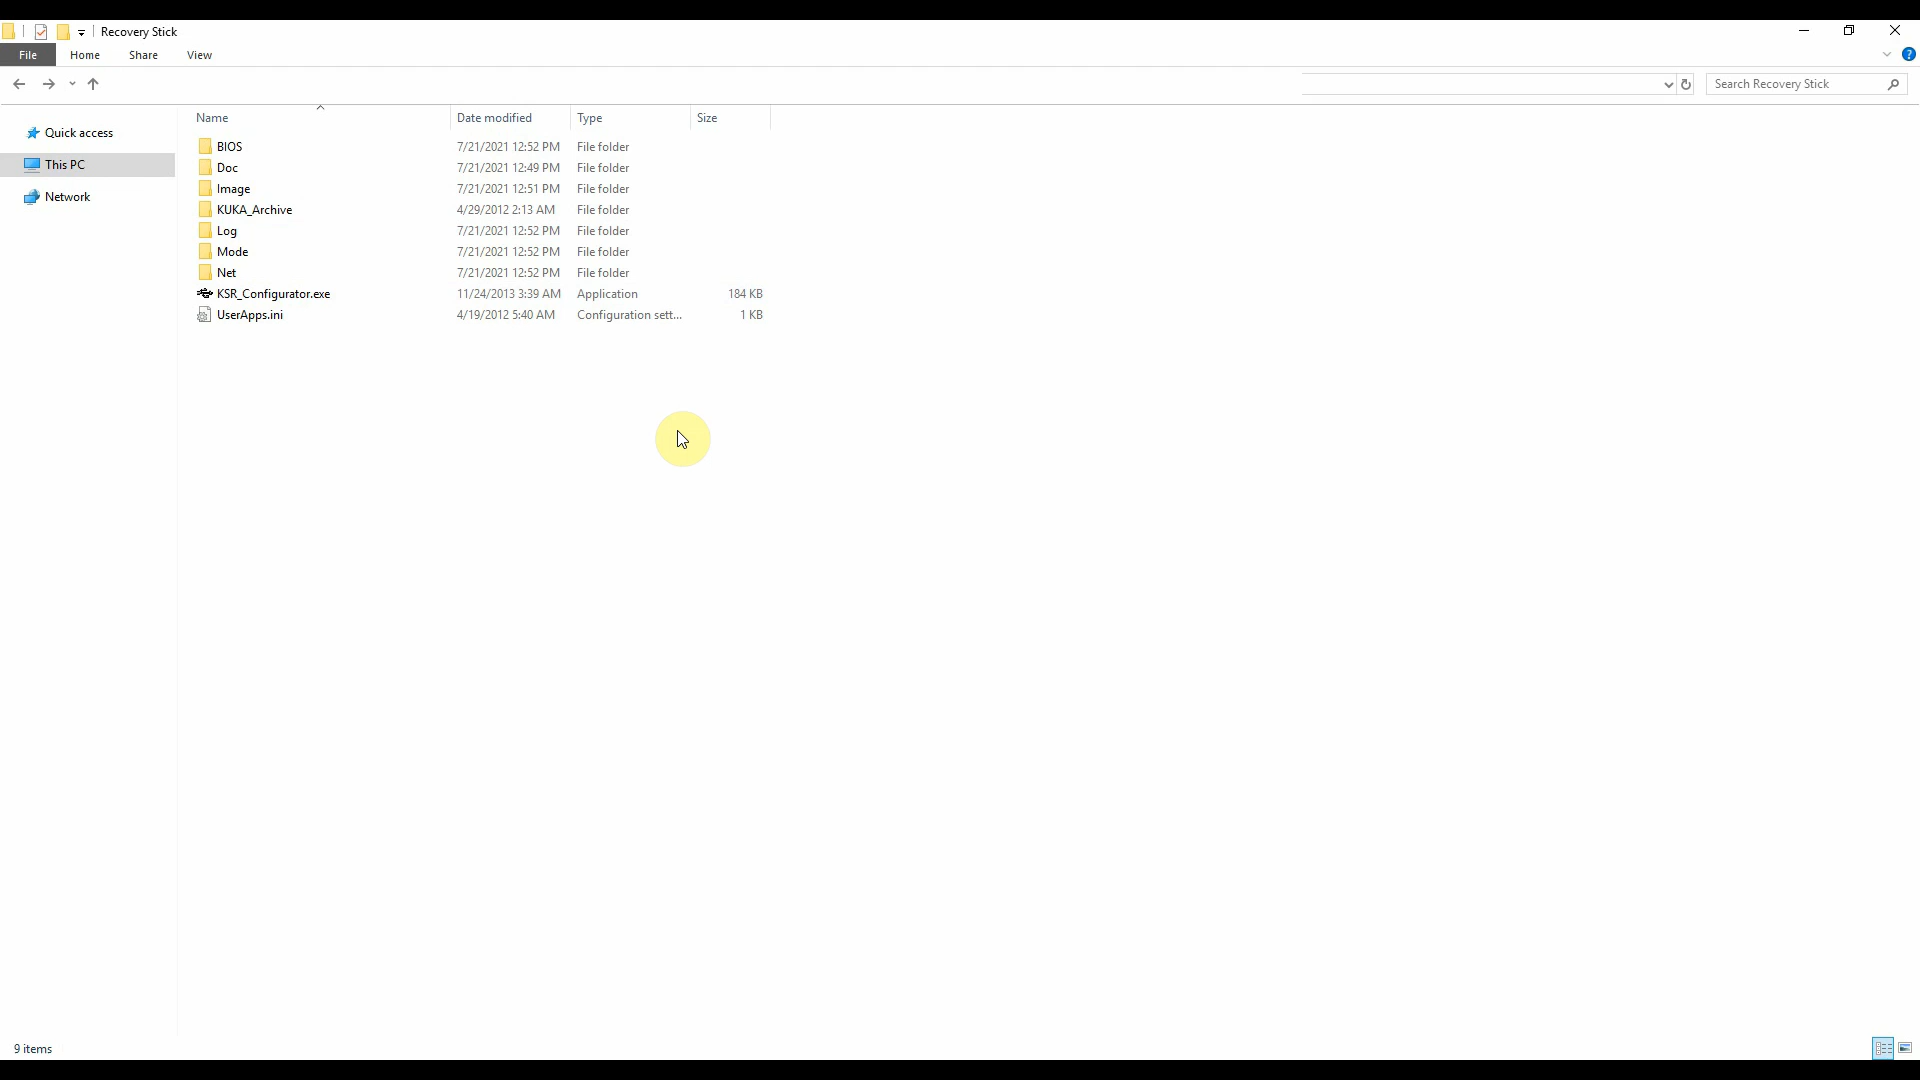 Recovery Stick
File Home Share View
Search Recovery Stick
Quick access
This PC
Network
Name Date modified Type Size
BIOS 7/21/2021 12:52 PM File folder
Doc 7/21/2021 12:49 PM File folder
Image 7/21/2021 12:51 PM File folder
KUKA_Archive 4/29/2012 2:13 AM File folder
Log 7/21/2021 12:52 PM File folder
Mode 7/21/2021 12:52 PM File folder
Net 7/21/2021 12:52 PM File folder
KSR_Configurator.exe 11/24/2013 3:39 AM Application 184 KB
UserApps.ini 4/19/2012 5:40 AM Configuration sett... 1 KB
9 items